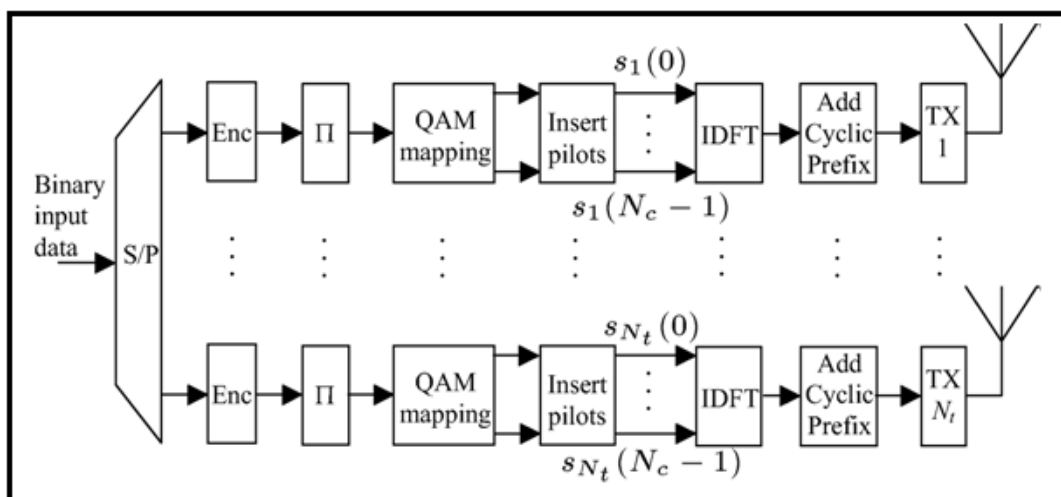 s_1(0)
Binary
input
data
S/P
Enc
Π
QAM
mapping
Insert
pilots
IDFT
Add
Cyclic
Prefix
TX
1
s_1(N_c − 1)
s_{N_t}(0)
Enc
Π
QAM
mapping
Insert
pilots
IDFT
Add
Cyclic
Prefix
TX
N_t
s_{N_t}(N_c − 1)